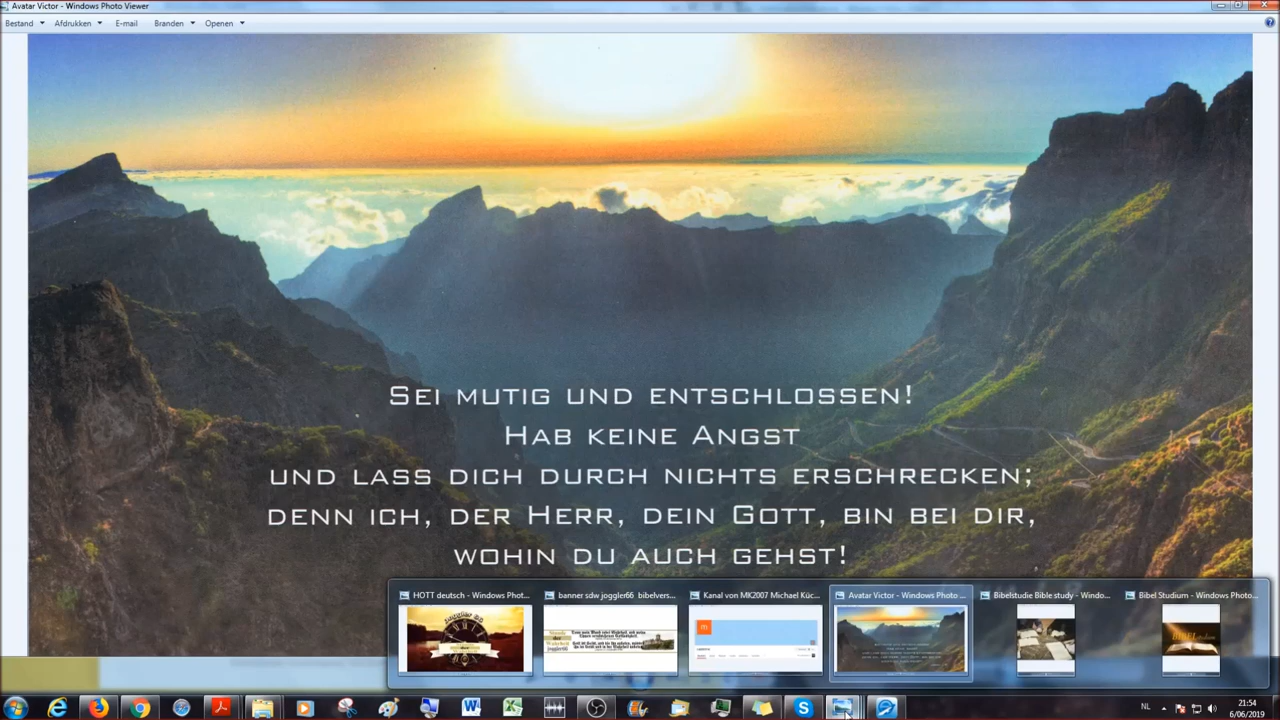 Avatar Victor - Windows Photo Viewer
Bestand Afdrukken E-mail Branden Openen
SEI MUTIG UND ENTSCHLOSSEN!
HAB KEINE ANGST
UND LASS DICH DURCH NICHTS ERSCHRECKEN;
DENN ICH, DER HERR, DEIN GOTT, BIN BEI DIR,
WOHIN DU AUCH GEHST!
HOTT deutsch - Windows Phot...
banner sdw joggler66 bibelvers...
Kanal von MK2007 Michael Küc...
Avatar Victor - Windows Photo ...
Bibelstudie Bible study - Windo...
Bibel Studium - Windows Photo...
NL
21:54
6/06/2019